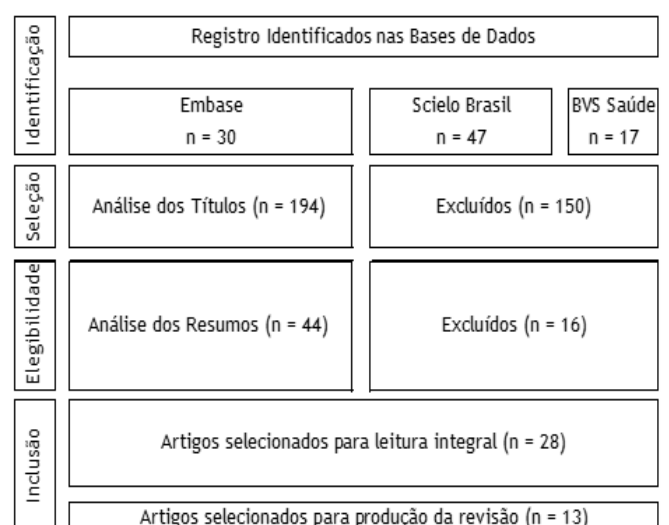 Identificação
Registro Identificados nas Bases de Dados
Embase
n = 30
Scielo Brasil
n = 47
BVS Saúde
n = 17
Seleção
Análise dos Títulos (n = 194)
Excluídos (n = 150)
Elegibilidade
Análise dos Resumos (n = 44)
Excluídos (n = 16)
Inclusão
Artigos selecionados para leitura integral (n = 28)
Artigos selecionados para produção da revisão (n = 13)